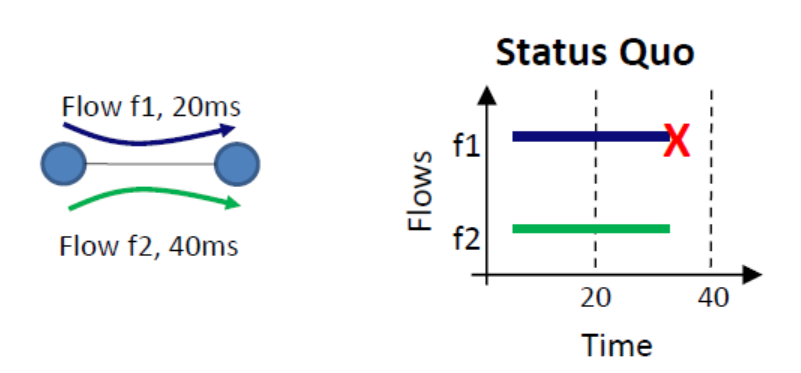 Flow f1, 20ms
Flow f2, 40ms
Status Quo
Flows
f1
X
f2
20
40
Time